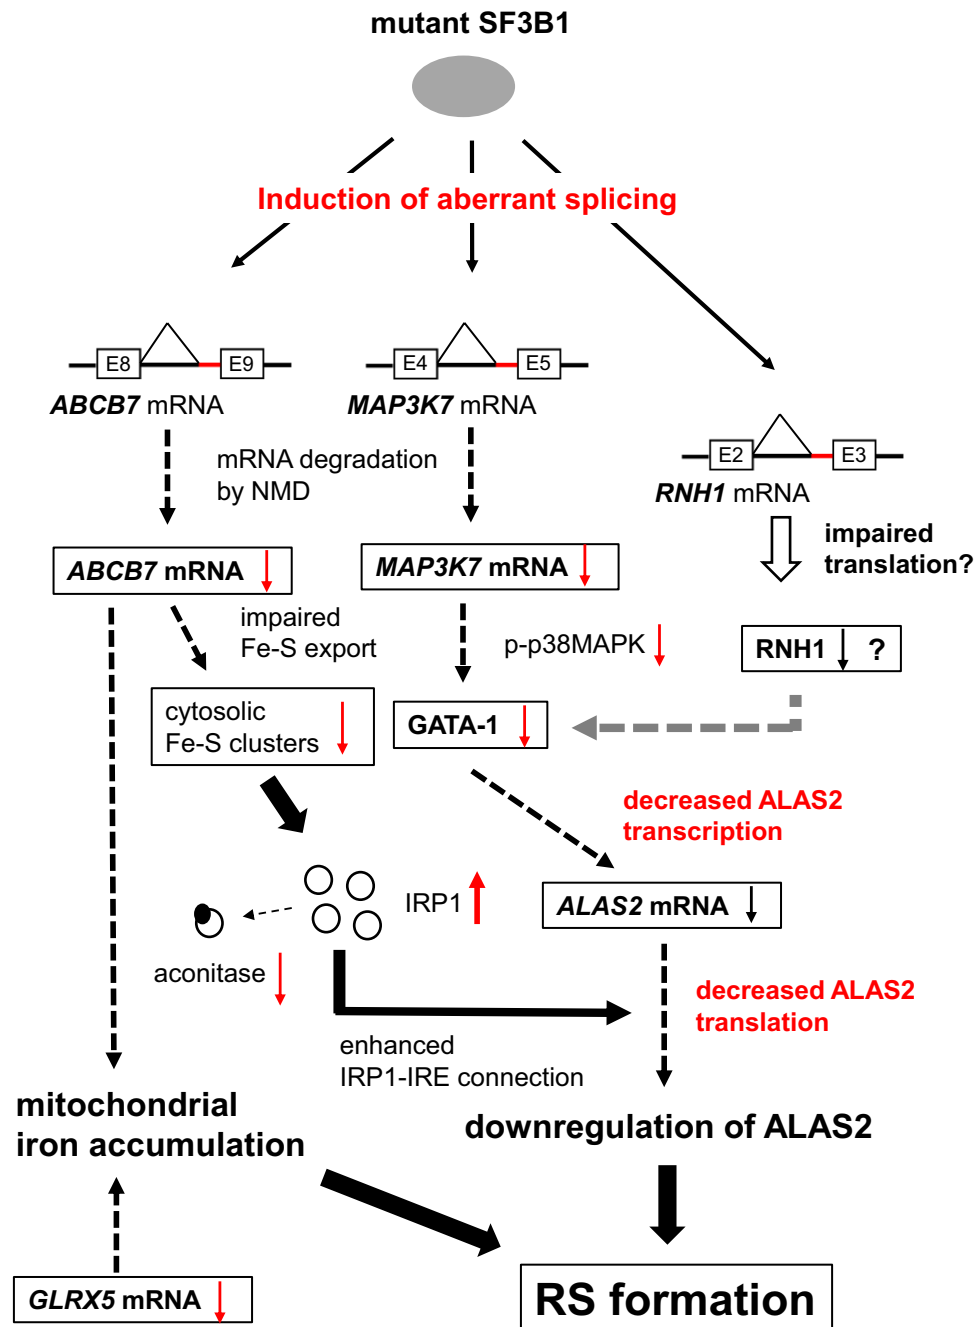 mutant SF3B1
Induction of aberrant splicing
E8 E9
ABCB7 mRNA
E4 E5
MAP3K7 mRNA
E2 E3
RNH1 mRNA
mRNA degradation
by NMD
impaired
translation?
ABCB7 mRNA
MAP3K7 mRNA
impaired
Fe-S export
p-p38MAPK
RNH1 ?
cytosolic
Fe-S clusters
GATA-1
decreased ALAS2
transcription
IRP1
ALAS2 mRNA
aconitase
decreased ALAS2
translation
enhanced
IRP1-IRE connection
mitochondrial
iron accumulation
downregulation of ALAS2
GLRX5 mRNA
RS formation